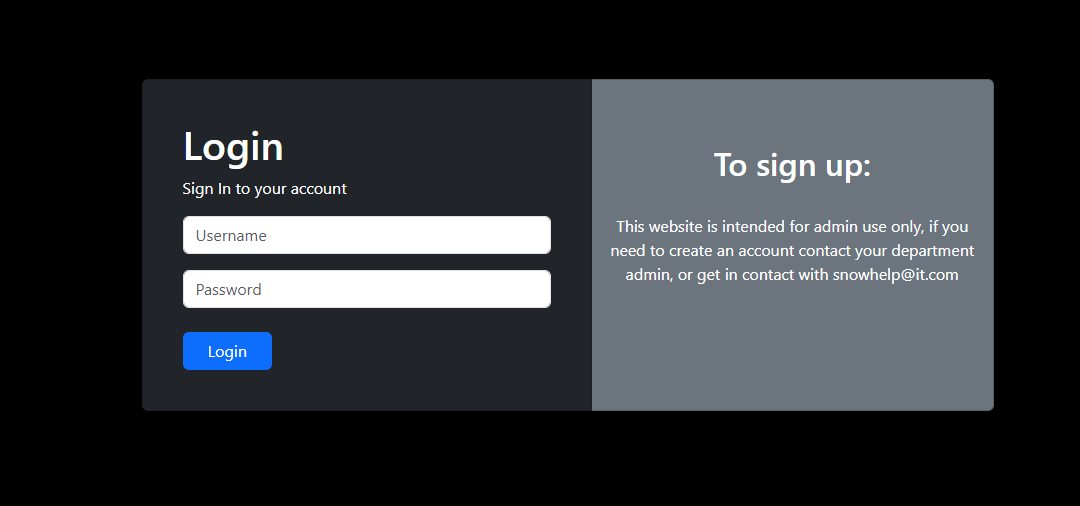 Login
Sign In to your account
Username
Password
Login
To sign up:
This website is intended for admin use only, if you
need to create an account contact your department
admin, or get in contact with snowhelp@it.com